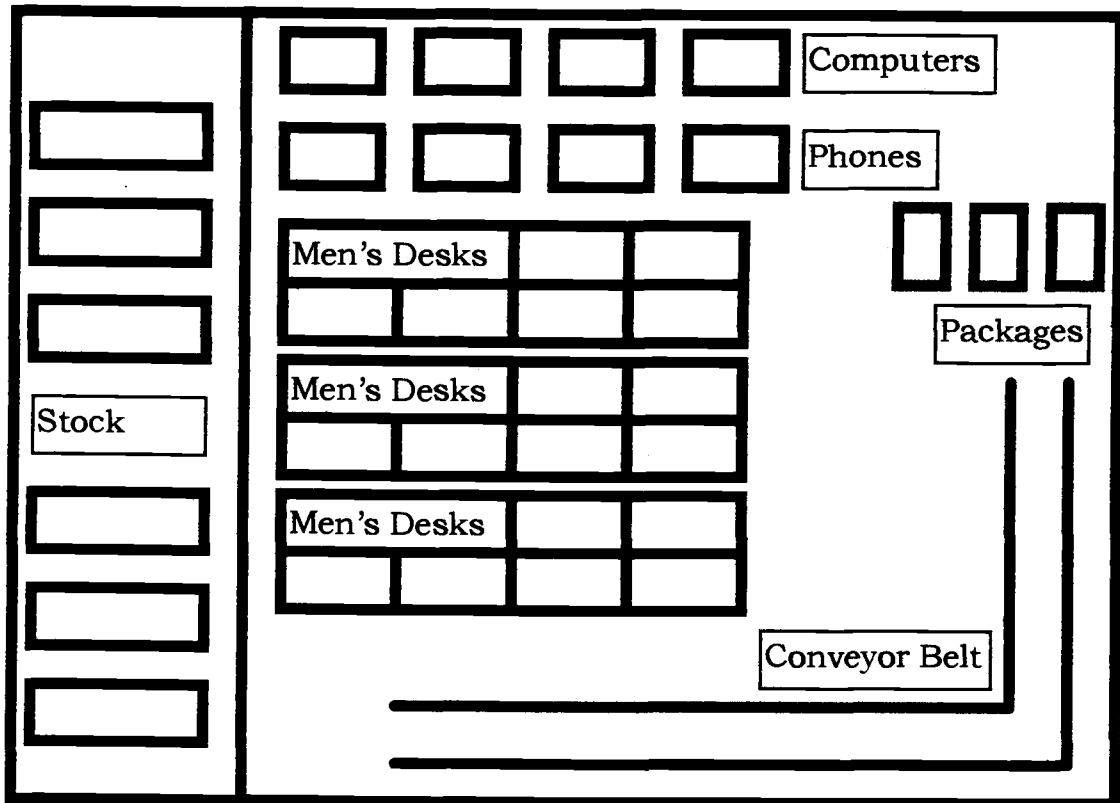 Computers
Phones
Men's Desks
Packages
Men's Desks
Stock
Men's Desks
Conveyor Belt